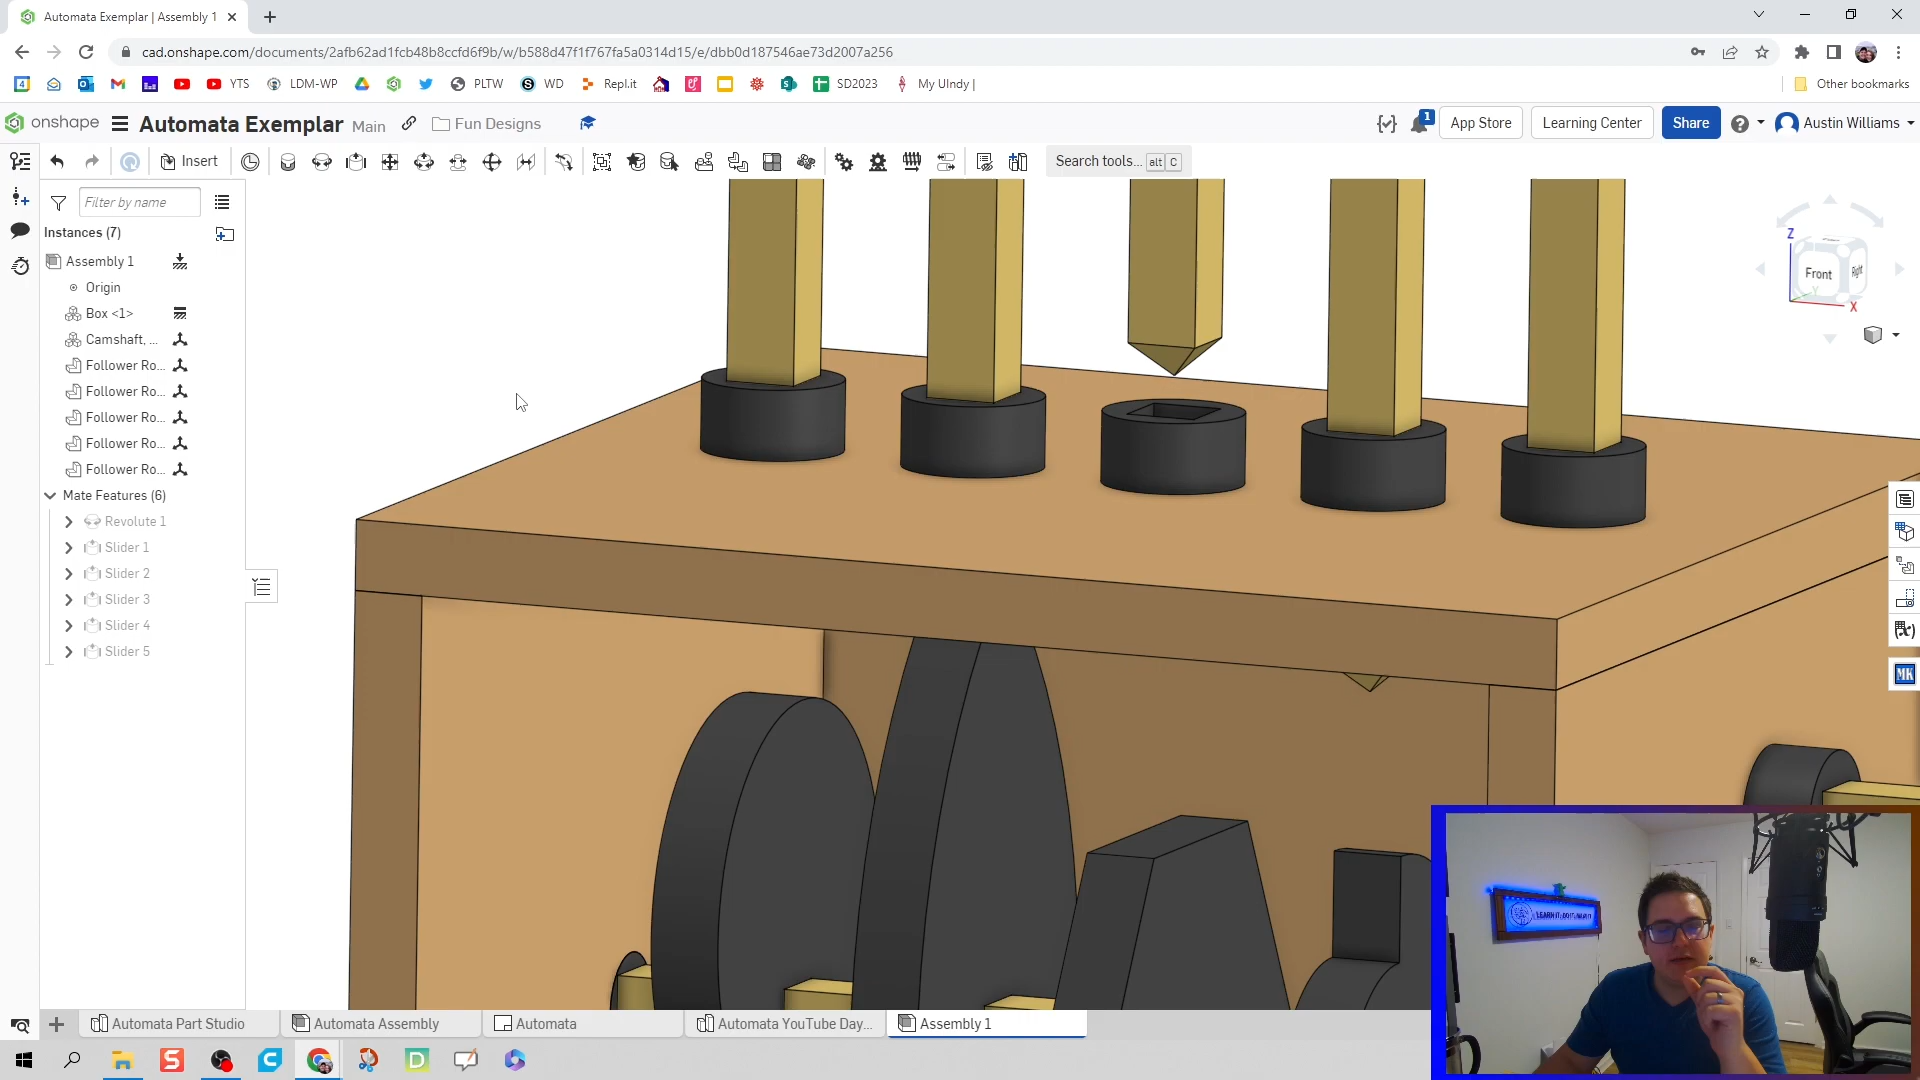 Automata Exemplar | Assembly 1
cad.onshape.com/documents/2afb62ad1fcb48b8ccfd6f9b/w/b588d47f1f767fa5a0314d15/e/dbb0d187546ae73d2007a256
4
YTS
LDM-WP
PLTW
WD
Repl.it
SD2023
My UIndy |
Other bookmarks
onshape
Automata Exemplar
Main
Fun Designs
1
App Store
Learning Center
Share
Austin Williams
Insert
Search tools... alt C
Filter by name
Instances (7)
Assembly 1
Origin
Box <1>
Camshaft, ...
Follower Ro...
Follower Ro...
Follower Ro...
Follower Ro...
Follower Ro...
Mate Features (6)
Revolute 1
Slider 1
Slider 2
Slider 3
Slider 4
Slider 5
Z
Front
Right
Y
X
MK
Automata Part Studio
Automata Assembly
Automata
Automata YouTube Day...
Assembly 1